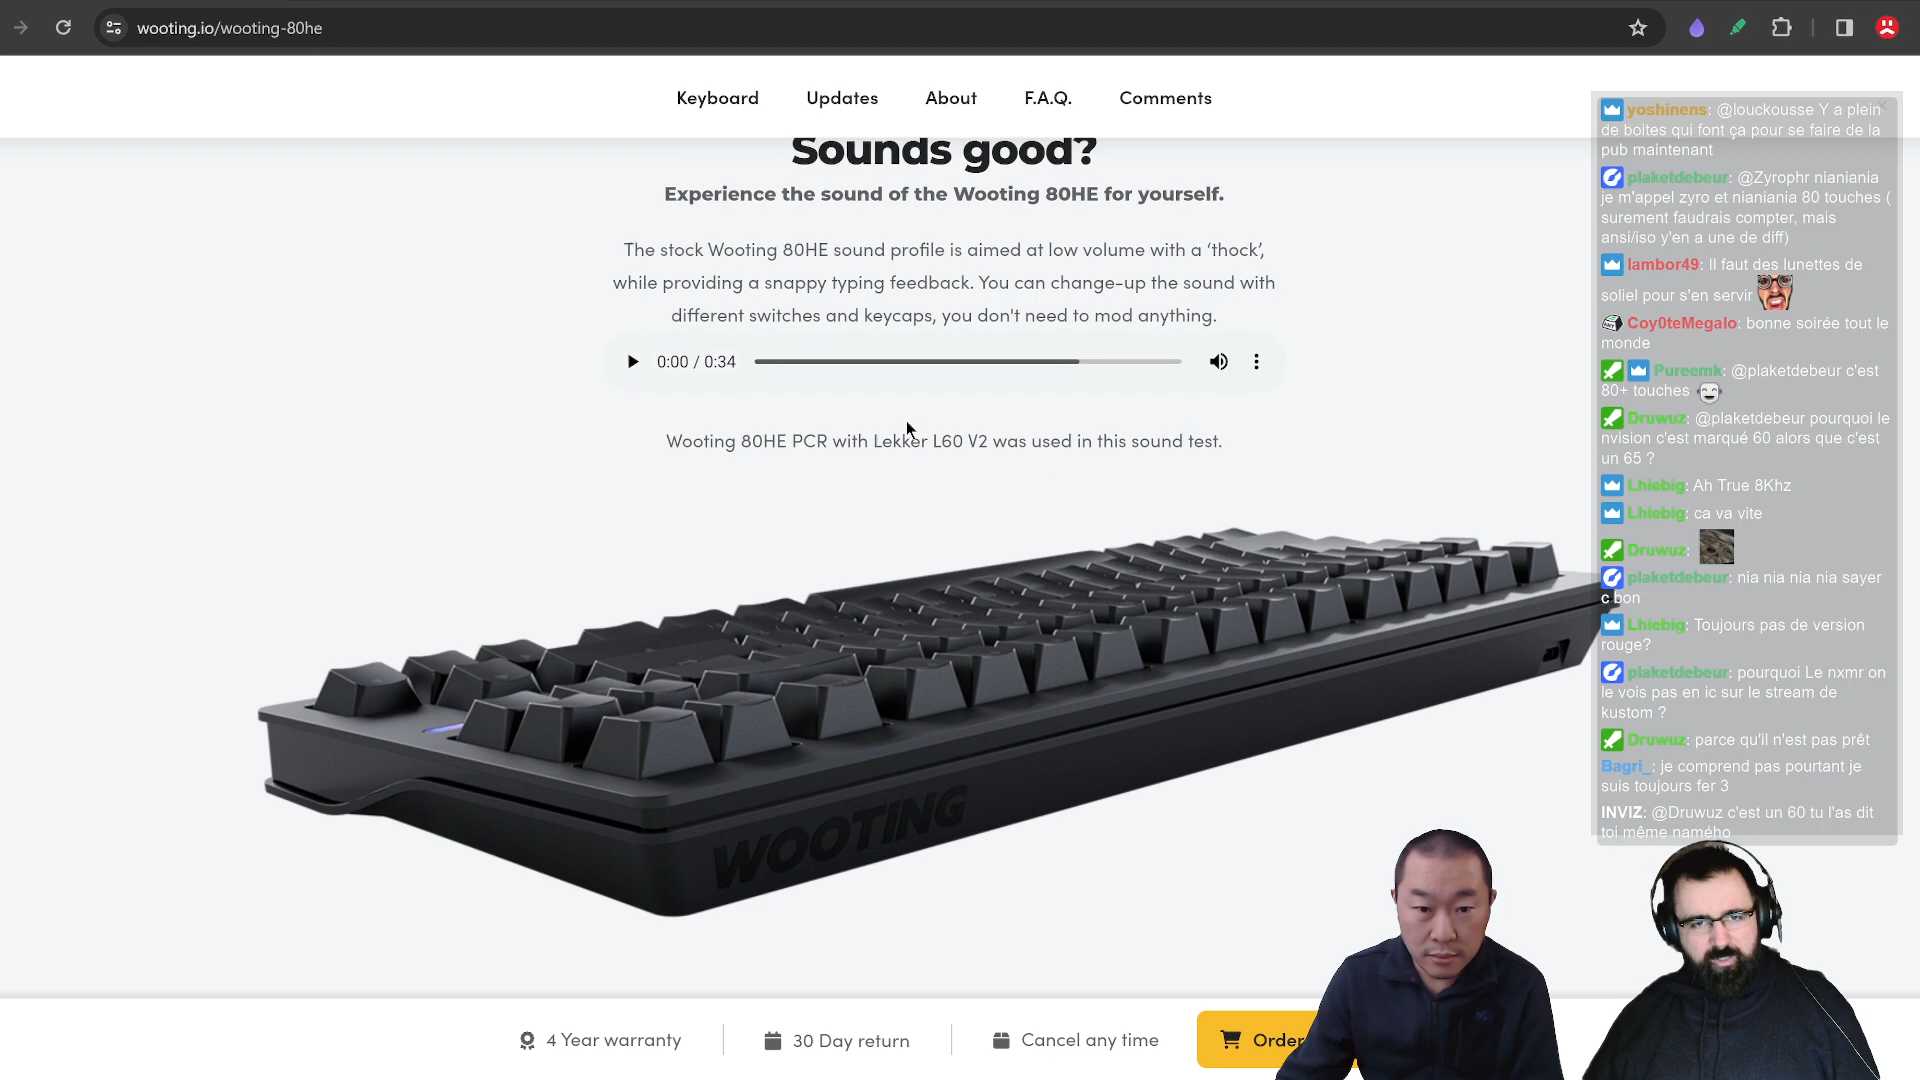 wooting.io/wooting-80he
Keyboard Updates About F.A.Q. Comments
Sounds good?
Experience the sound of the Wooting 80HE for yourself.
The stock Wooting 80HE sound profile is aimed at low volume with a ‘thock’,
while providing a snappy typing feedback. You can change-up the sound with
different switches and keycaps, you don't need to mod anything.
0:00 / 0:34
Wooting 80HE PCR with Lekker L60 V2 was used in this sound test.
WOOTING
4 Year warranty
30 Day return
Cancel any time
Order
yoshinens: @louckousse Y a plein
de boites qui font ça pour se faire de la
pub maintenant
plaketdebeur: @Zyrophr nianiania
je m'appel zyro et nianiania 80 touches (
surement faudrais compter, mais
ansi/iso y'en a une de diff)
lambor49: Il faut des lunettes de
soliel pour s'en servir
Coy0teMegalo: bonne soirée tout le
monde
Pureemk: @plaketdebeur c'est
80+ touches
Druwuz: @plaketdebeur pourquoi le
nvision c'est marqué 60 alors que c'est
un 65 ?
Lhiebig: Ah True 8Khz
Lhiebig: ca va vite
Druwuz:
plaketdebeur: nia nia nia nia sayer
c bon
Lhiebig: Toujours pas de version
rouge?
plaketdebeur: pourquoi Le nxmr on
le vois pas en ic sur le stream de
kustom ?
Druwuz: parce qu'il n'est pas prêt
Bagri_: je comprend pas pourtant je
suis toujours fer 3
INVIZ: @Druwuz c'est un 60 tu l'as dit
toi même namého